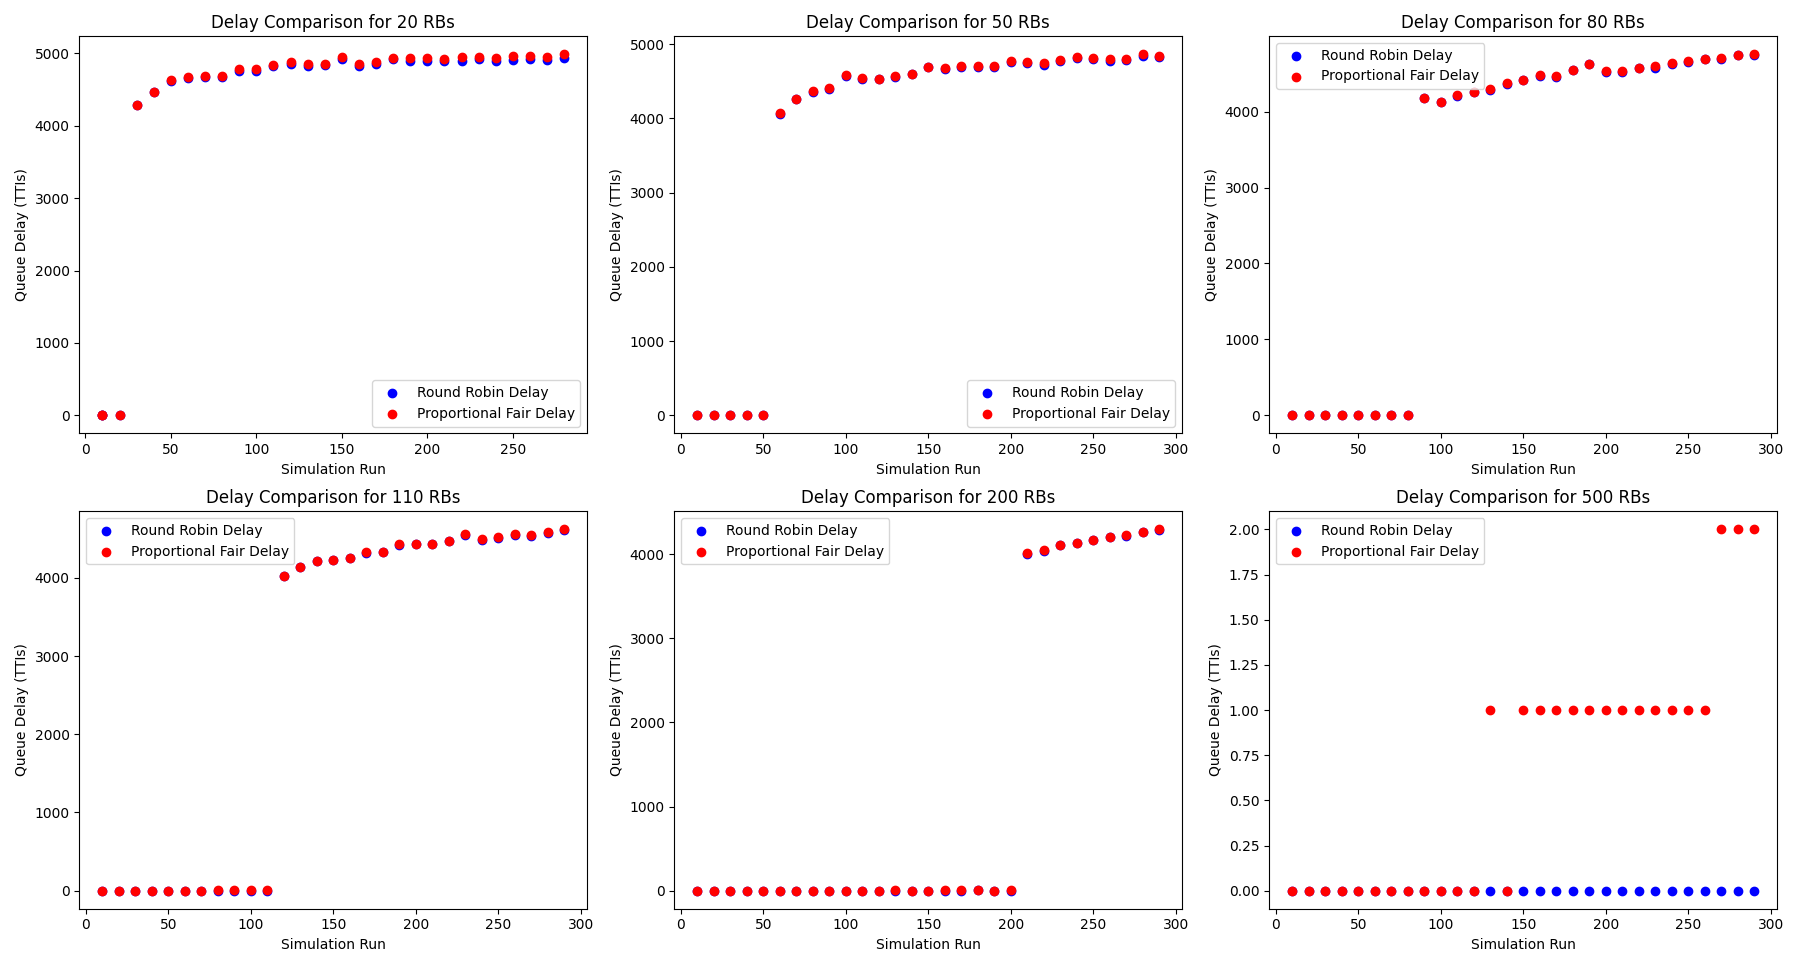 Delay Comparison for 20 RBs
5000
4000
3000
2000
1000
0
Queue Delay (TTIs)
Round Robin Delay
Proportional Fair Delay
0 50 100 150 200 250
Simulation Run
Delay Comparison for 50 RBs
5000
4000
3000
2000
1000
0
Queue Delay (TTIs)
Round Robin Delay
Proportional Fair Delay
0 50 100 150 200 250 300
Simulation Run
Delay Comparison for 80 RBs
Round Robin Delay
Proportional Fair Delay
4000
3000
2000
1000
0
Queue Delay (TTIs)
0 50 100 150 200 250 300
Simulation Run
Delay Comparison for 110 RBs
Round Robin Delay
Proportional Fair Delay
4000
3000
2000
1000
0
Queue Delay (TTIs)
0 50 100 150 200 250 300
Simulation Run
Delay Comparison for 200 RBs
Round Robin Delay
Proportional Fair Delay
4000
3000
2000
1000
0
Queue Delay (TTIs)
0 50 100 150 200 250 300
Simulation Run
Delay Comparison for 500 RBs
Round Robin Delay
Proportional Fair Delay
2.00
1.75
1.50
1.25
1.00
0.75
0.50
0.25
0.00
Queue Delay (TTIs)
0 50 100 150 200 250 300
Simulation Run